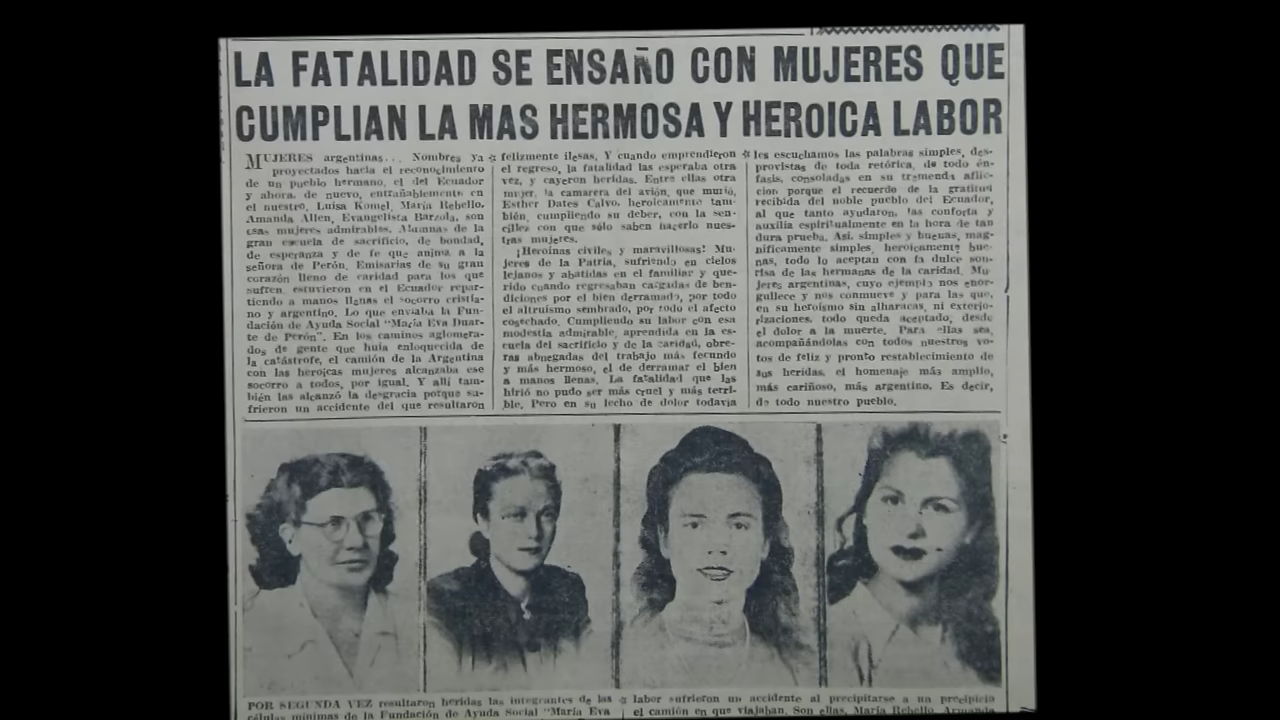 LA FATALIDAD SE ENSAÑO CON MUJERES QUE
CUMPLIAN LA MAS HERMOSA Y HEROICA LABOR
MUJERES argentinas... Nombres ya
proyectados hacia el reconocimiento
de un pueblo hermano, el del Ecuador
y ahora, de nuevo, entrañablemente en
el nuestro, Luisa Komel, María Rebello,
Amanda Allen, Evangelista Barzola, son
esas mujeres admirables. Alumnas de la
gran escuela de sacrificio, de bondad,
de esperanza y de fe que anima a la
señora de Perón. Emisarias de su gran
corazón lleno de caridad para los que
sufren, estuvieron en el Ecuador repar-
tiendo a manos llenas el socorro cristia-
no y argentino. Lo que enviaba la Fun-
dación de Ayuda Social "María Eva Duar-
te de Perón". En los caminos aglomera-
dos de gente que huía enloquecida de
la catástrofe, el camión de la Argentina
con las heroicas mujeres alcanzaba ese
socorro a todos, por igual. Y allí tam-
bién las alcanzó la desgracia porque su-
frieron un accidente del que resultaron
felizmente ilesas, Y cuando emprendieron
el regreso, la fatalidad las esperaba otra
vez, y cayeron heridas. Entre ellas otra
mujer, la camarera del avión, que murió,
Esther Dates Calvo, heroicamente tam-
bién, cumpliendo su deber, con la sen-
cillez con que sólo saben hacerlo nues-
tras mujeres.
¡Heroínas civiles y maravillosas! Mu-
jeres de la Patria, sufriendo en cielos
lejanos y abatidas en el familiar y que-
rido cuando regresaban cargadas de ben-
diciones por el bien derramado, por todo
el altruismo sembrado, por todo el afecto
cosechado. Cumpliendo su labor con esa
modestia admirable, aprendida en la es-
cuela del sacrificio y de la caridad, obre-
ras abnegadas del trabajo más fecundo
y más hermoso, el de derramar el bien
a manos llenas. La fatalidad que las
hirió no pudo ser más cruel y más terri-
ble. Pero en su lecho de dolor todavía
les escuchamos las palabras simples, des-
provistas de toda retórica, de todo én-
fasis, consoladas en su tremenda aflic-
ción porque el recuerdo de la gratitud
recibida del noble pueblo del Ecuador,
al que tanto ayudaron, las conforta y
auxilia espiritualmente en la hora de tan
dura prueba. Así, simples y buenas, mag-
níficamente simples, heroicamente bue-
nas, todo lo aceptan con la dulce son-
risa de las hermanas de la caridad. Mu-
jeres argentinas, cuyo ejemplo nos enor-
gullece y nos conmueve y para las que,
en su heroísmo sin alharacas, ni exterio-
rizaciones, todo queda aceptado, desde
el dolor a la muerte. Para ellas sea,
acompañándolas con todos nuestros vo-
tos de feliz y pronto restablecimiento de
sus heridas, el homenaje más amplio,
más cariñoso, más argentino. Es decir,
de todo nuestro pueblo.
POR SEGUNDA VEZ resultaron heridas las integrantes de las
células mínimas de la Fundación de Ayuda Social "María Eva
labor sufrieron un accidente al precipitarse a un precipicio
el camión en que viajaban. Son ellas, María Rebello, Armanda